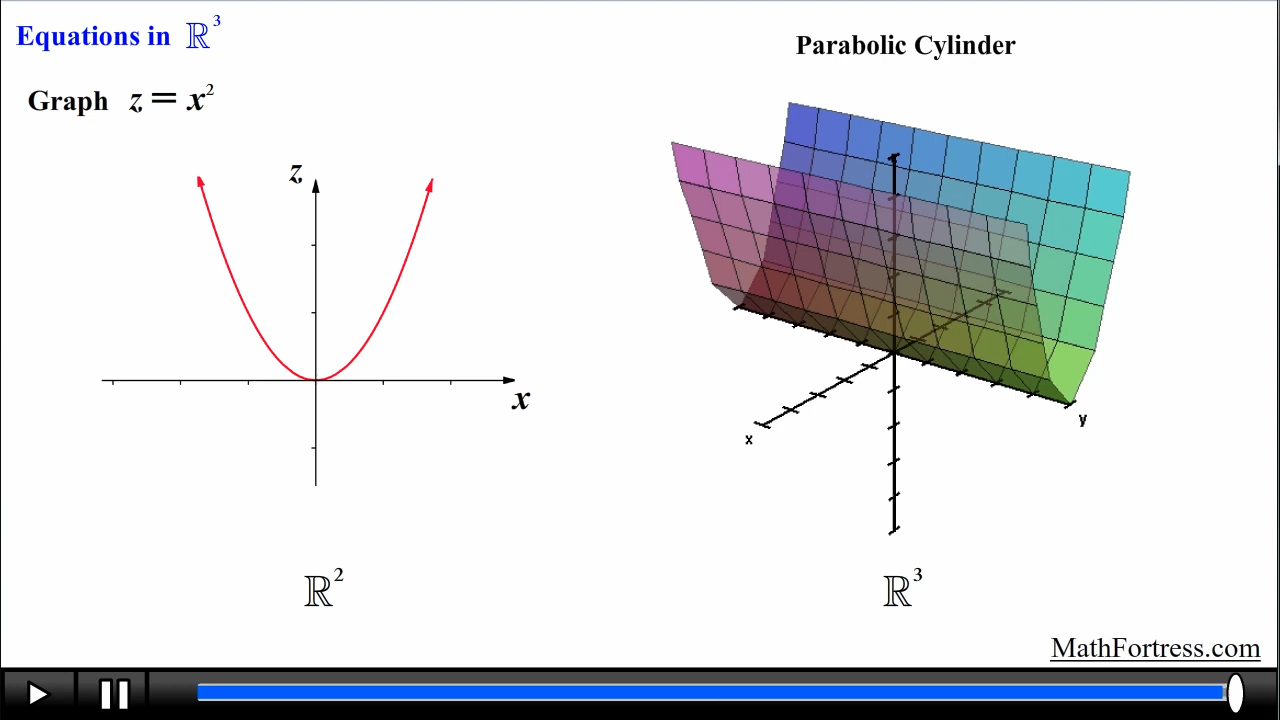 Equations in ℝ³
Parabolic Cylinder
Graph z = x²
z
x
x
y
ℝ²
ℝ³
MathFortress.com